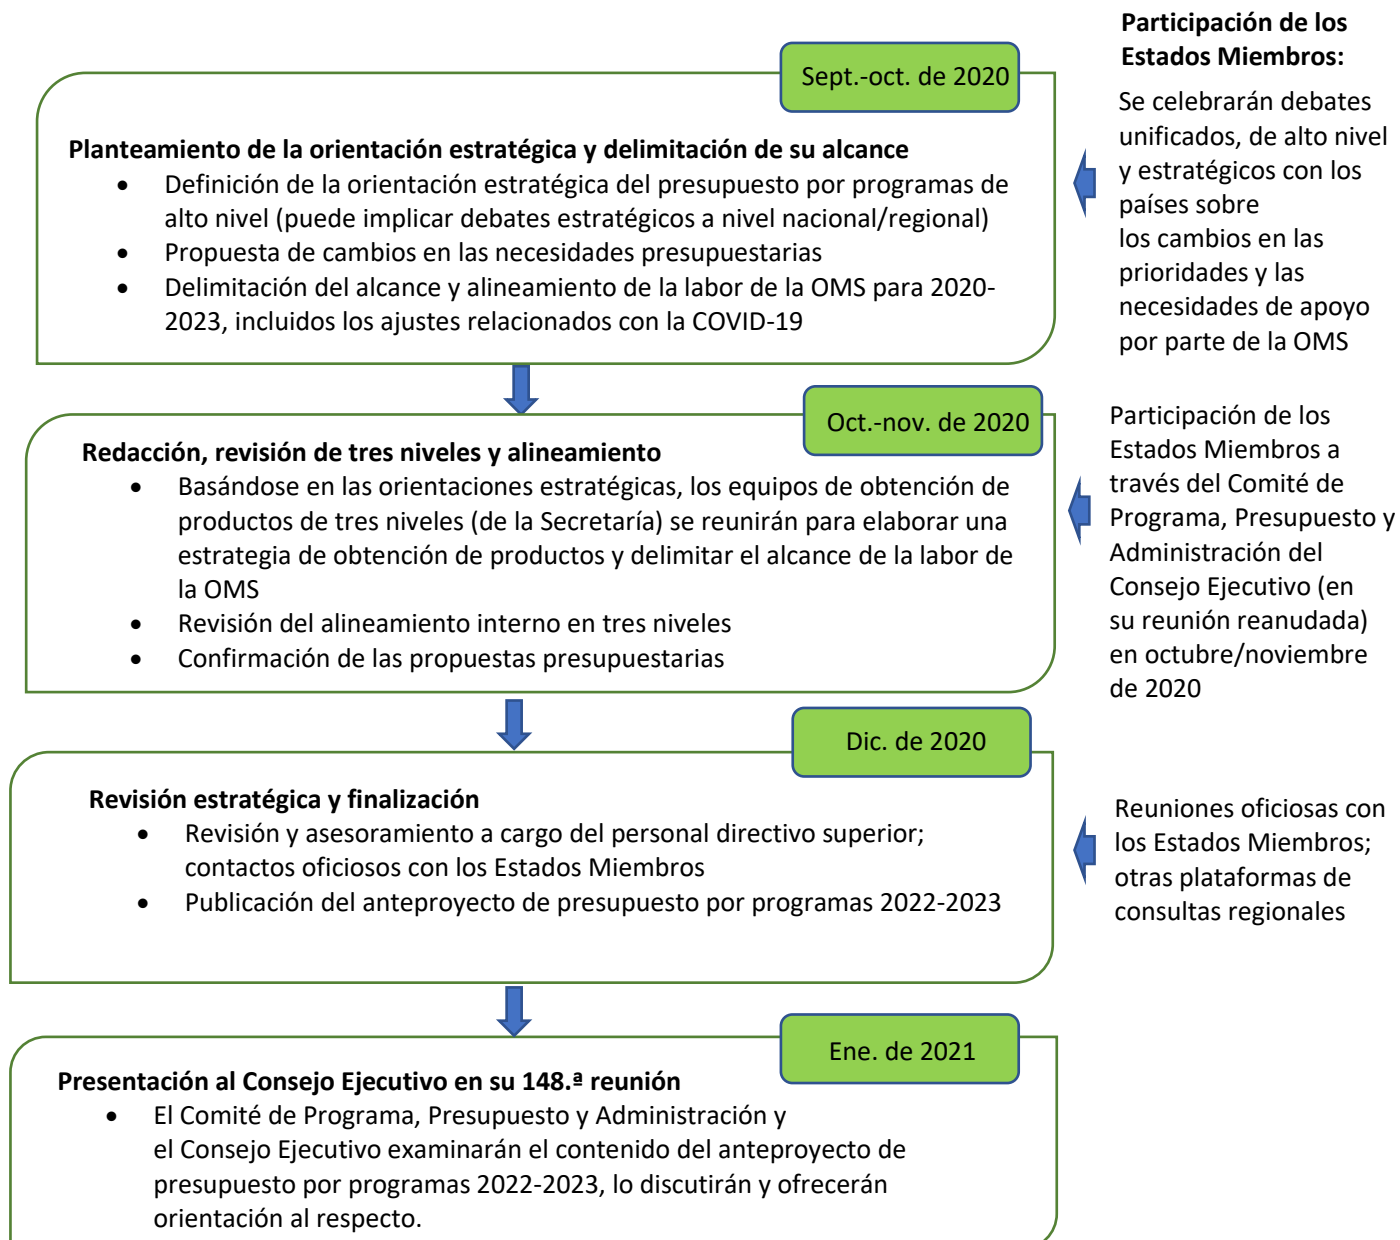 Participación de los
Estados Miembros:
Sept.-oct. de 2020
Planteamiento de la orientación estratégica y delimitación de su alcance
• Definición de la orientación estratégica del presupuesto por programas de
alto nivel (puede implicar debates estratégicos a nivel nacional/regional)
• Propuesta de cambios en las necesidades presupuestarias
• Delimitación del alcance y alineamiento de la labor de la OMS para 2020-
2023, incluidos los ajustes relacionados con la COVID-19
Se celebrarán debates
unificados, de alto nivel
y estratégicos con los
países sobre
los cambios en las
prioridades y las
necesidades de apoyo
por parte de la OMS
Oct.-nov. de 2020
Redacción, revisión de tres niveles y alineamiento
• Basándose en las orientaciones estratégicas, los equipos de obtención de
productos de tres niveles (de la Secretaría) se reunirán para elaborar una
estrategia de obtención de productos y delimitar el alcance de la labor de
la OMS
• Revisión del alineamiento interno en tres niveles
• Confirmación de las propuestas presupuestarias
Participación de los
Estados Miembros a
través del Comité de
Programa, Presupuesto y
Administración del
Consejo Ejecutivo (en
su reunión reanudada)
en octubre/noviembre
de 2020
Dic. de 2020
Revisión estratégica y finalización
• Revisión y asesoramiento a cargo del personal directivo superior;
contactos oficiosos con los Estados Miembros
• Publicación del anteproyecto de presupuesto por programas 2022-2023
Reuniones oficiosas con
los Estados Miembros;
otras plataformas de
consultas regionales
Ene. de 2021
Presentación al Consejo Ejecutivo en su 148.ª reunión
• El Comité de Programa, Presupuesto y Administración y
el Consejo Ejecutivo examinarán el contenido del anteproyecto de
presupuesto por programas 2022-2023, lo discutirán y ofrecerán
orientación al respecto.